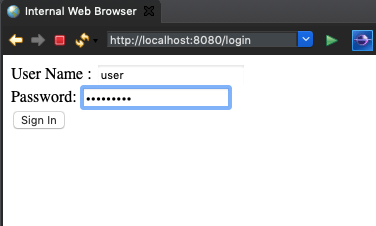 Internal Web Browser
http://localhost:8080/login
User Name : user
Password: •••••••••
Sign In